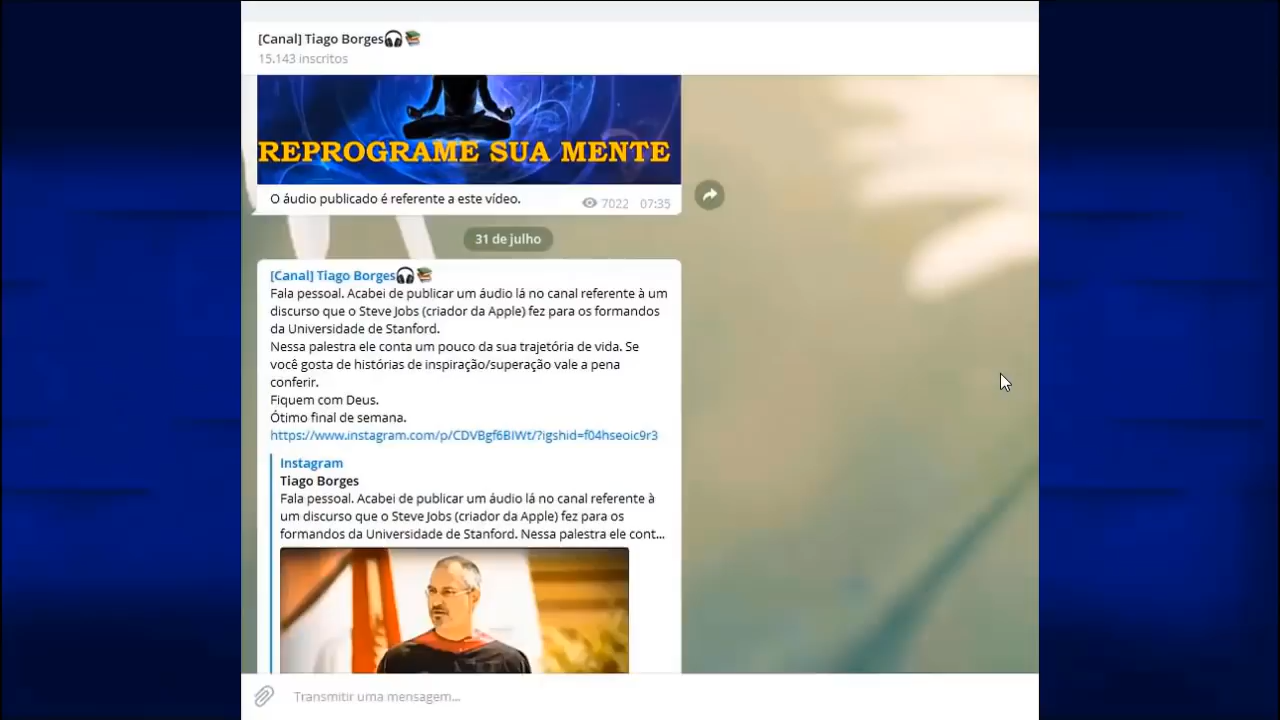 [Canal] Tiago Borges🎧📚
15.143 inscritos
REPROGRAME SUA MENTE
O áudio publicado é referente a este vídeo.
7022 07:35
31 de julho
[Canal] Tiago Borges🎧📚
Fala pessoal. Acabei de publicar um áudio lá no canal referente à um
discurso que o Steve Jobs (criador da Apple) fez para os formandos
da Universidade de Stanford.
Nessa palestra ele conta um pouco da sua trajetória de vida. Se
você gosta de histórias de inspiração/superação vale a pena
conferir.
Fiquem com Deus.
Ótimo final de semana.
https://www.instagram.com/p/CDVBgf6BIWt/?igshid=f04hseoic9r3
Instagram
Tiago Borges
Fala pessoal. Acabei de publicar um áudio lá no canal referente à
um discurso que o Steve Jobs (criador da Apple) fez para os
formandos da Universidade de Stanford. Nessa palestra ele cont...
Transmitir uma mensagem...